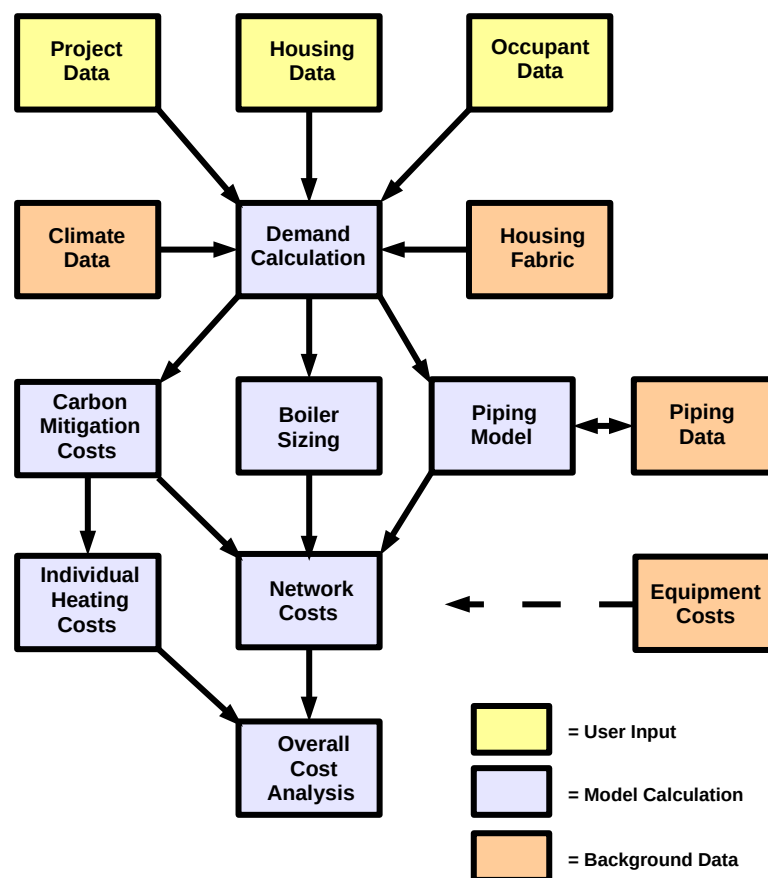 Project
Data
Housing
Data
Occupant
Data
Climate
Data
Demand
Calculation
Housing
Fabric
Carbon
Mitigation
Costs
Boiler
Sizing
Piping
Model
Piping
Data
Individual
Heating
Costs
Network
Costs
Equipment
Costs
Overall
Cost
Analysis
= User Input
= Model Calculation
= Background Data